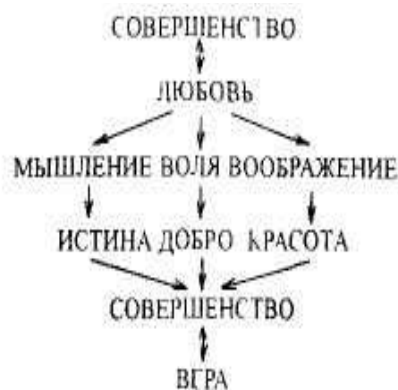 СОВЕРШЕНСТВО
ЛЮБОВЬ
МЫШЛЕНИЕ ВОЛЯ ВООБРАЖЕНИЕ
ИСТИНА ДОБРО КРАСОТА
СОВЕРШЕНСТВО
ВЕРА